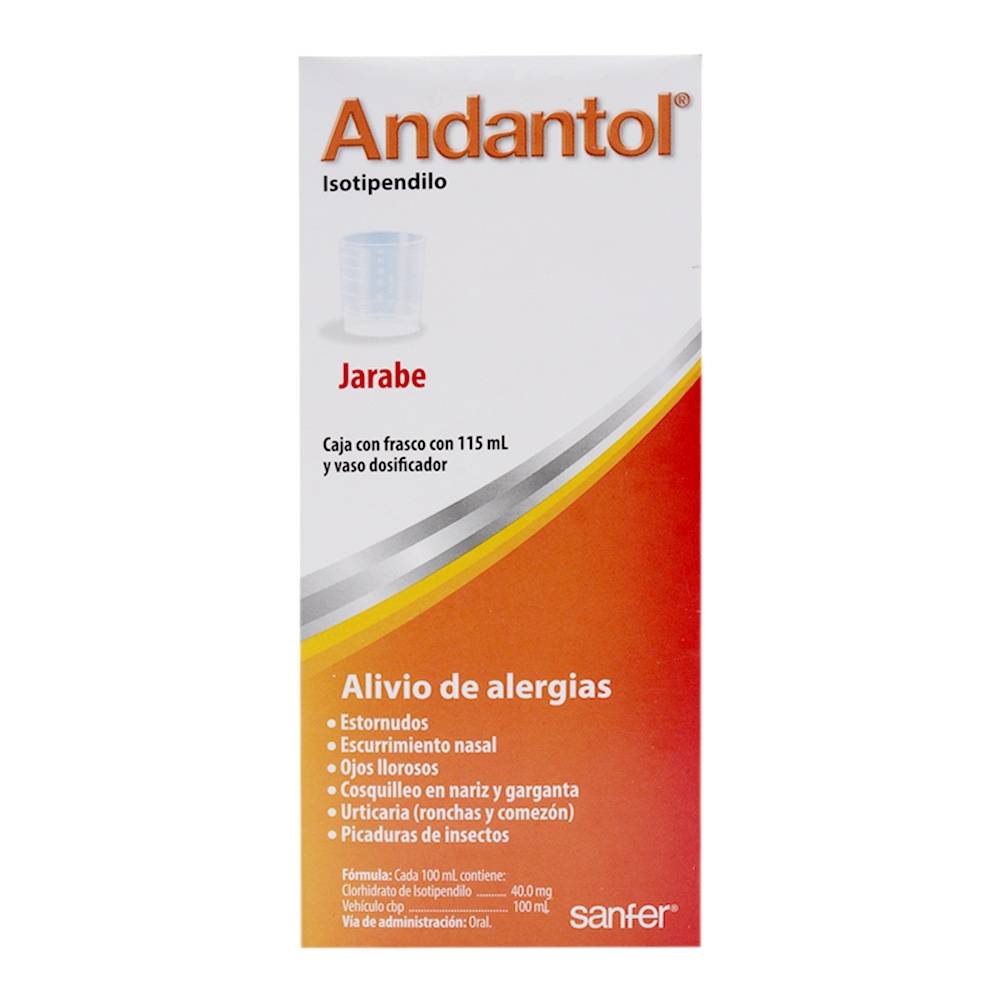 Andantol®
Isotipendilo
Jarabe
Caja con frasco con 115 mL
y vaso dosificador
Alivio de alergias
• Estornudos
• Escurrimiento nasal
• Ojos llorosos
• Cosquilleo en nariz y garganta
• Urticaria (ronchas y comezón)
• Picaduras de insectos
Fórmula: Cada 100 mL contiene:
Clorhidrato de Isotipendilo .......... 40.0 mg
Vehículo cbp ................................. 100 mL
Vía de administración: Oral.
sanfer®